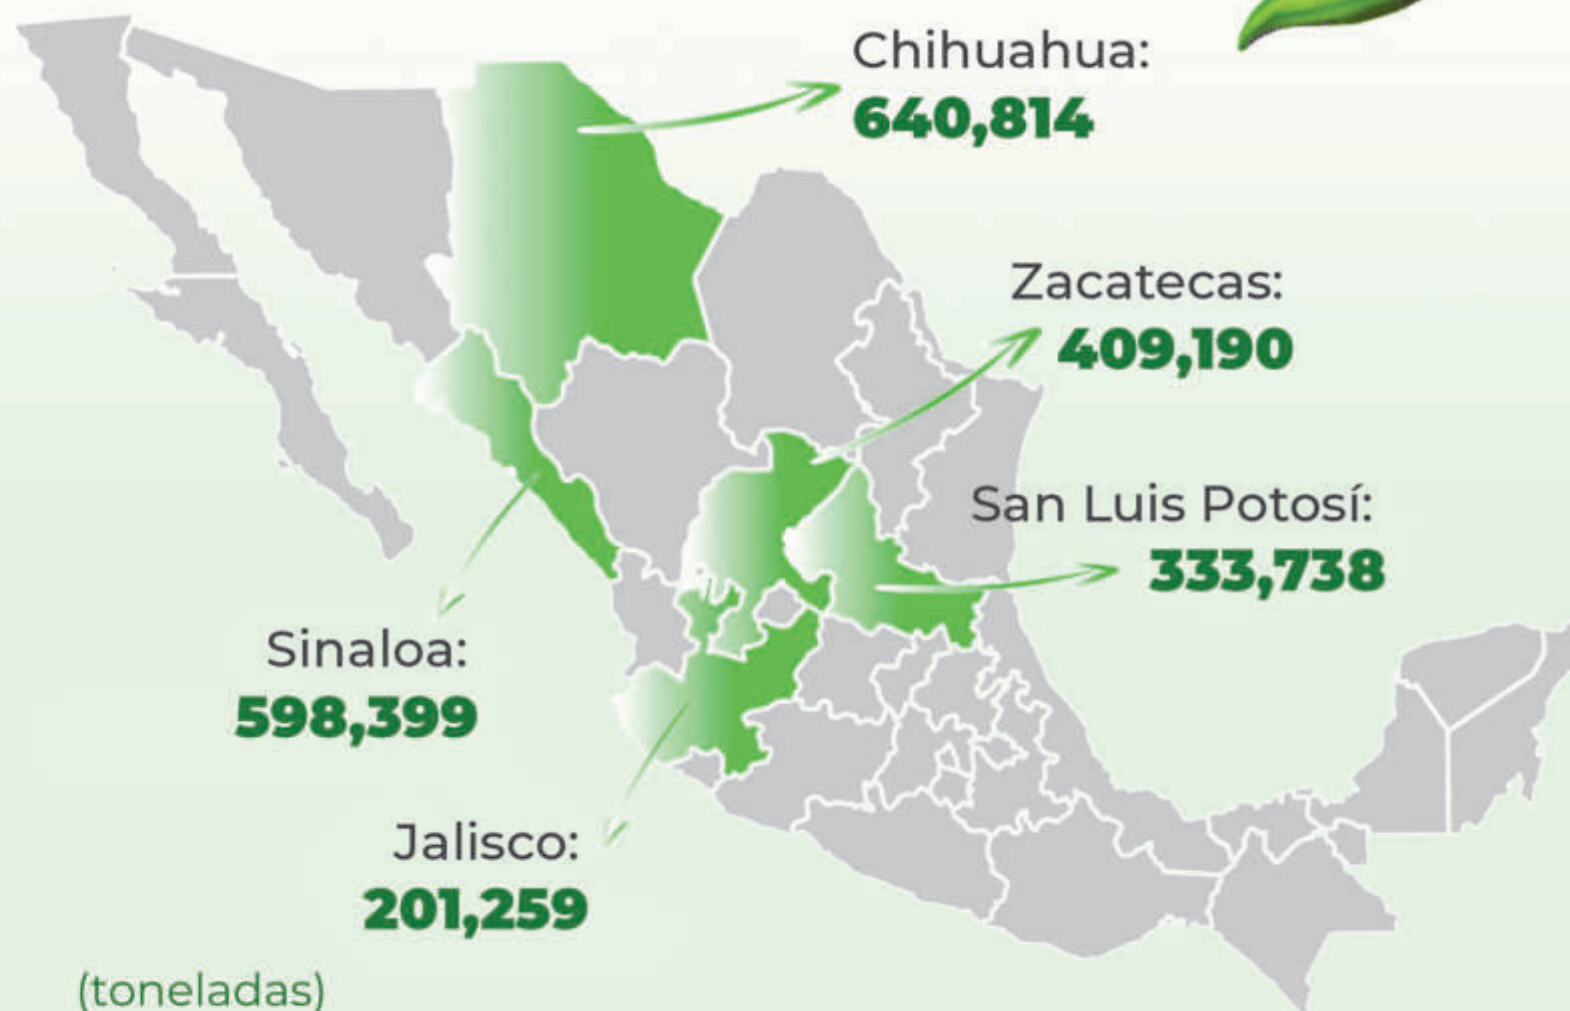 Chihuahua:
640,814
Zacatecas:
409,190
San Luis Potosí:
333,738
Sinaloa:
598,399
Jalisco:
201,259
(toneladas)